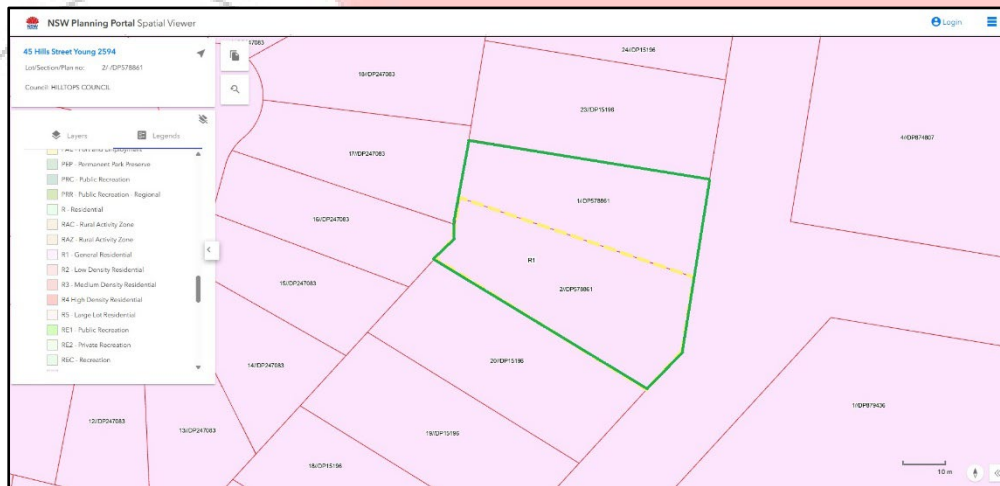 NSW Planning Portal Spatial Viewer
Login
45 Hills Street Young 2594
Lot/Section/Plan no: 2/-/DP578861
Council: HILLTOPS COUNCIL
Layers
Legends
PEP - Permanent Park Preserve
PRC - Public Recreation
PRR - Public Recreation - Regional
R - Residential
RAC - Rural Activity Zone
RAZ - Rural Activity Zone
R1 - General Residential
R2 - Low Density Residential
R3 - Medium Density Residential
R4 High Density Residential
R5 - Large Lot Residential
RE1 - Public Recreation
RE2 - Private Recreation
REC - Recreation
24//DP15196
18//DP247083
23//DP15196
4//DP874807
17//DP247083
1//DP578861
16//DP247083
R1
15//DP247083
2//DP578861
20//DP15196
14//DP247083
1//DP879436
12//DP247083
13//DP247083
19//DP15196
18//DP15196
10 m